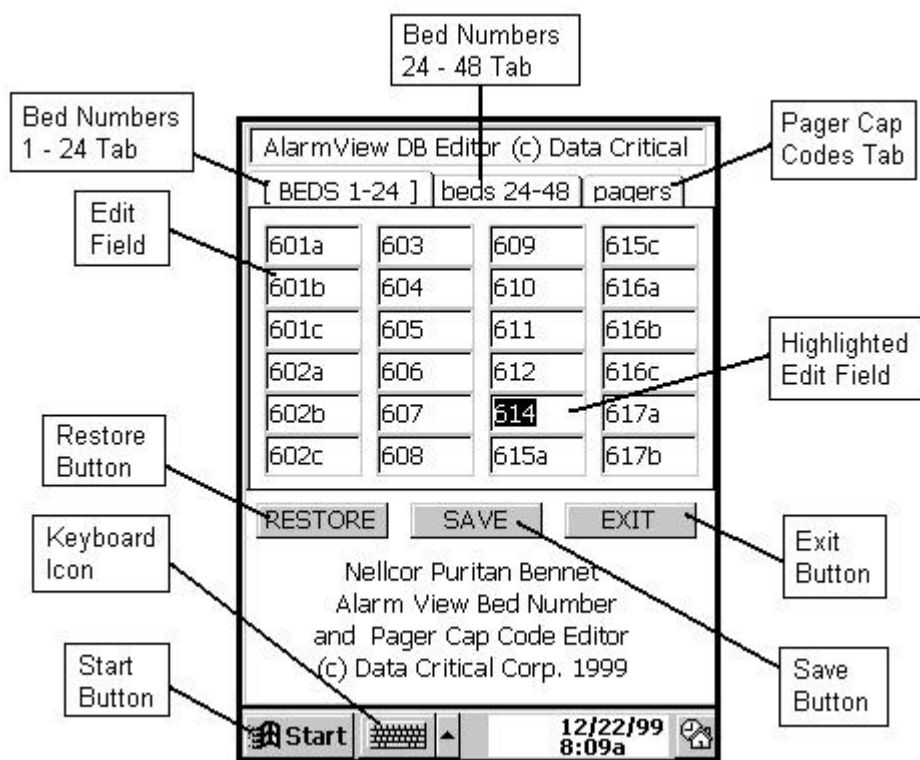 Bed Numbers
24 - 48 Tab
Bed Numbers
1 - 24 Tab
Pager Cap
Codes Tab
AlarmView DB Editor (c) Data Critical
[ BEDS 1-24 ] beds 24-48 pagers
Edit
Field
601a 603 609 615c
601b 604 610 616a
601c 605 611 616b
602a 606 612 616c
602b 607 614 617a
602c 608 615a 617b
Highlighted
Edit Field
Restore
Button
RESTORE SAVE EXIT
Keyboard
Icon
Exit
Button
Nellcor Puritan Bennet
Alarm View Bed Number
and Pager Cap Code Editor
(c) Data Critical Corp. 1999
Start
Button
Save
Button
Start 12/22/99
8:09a